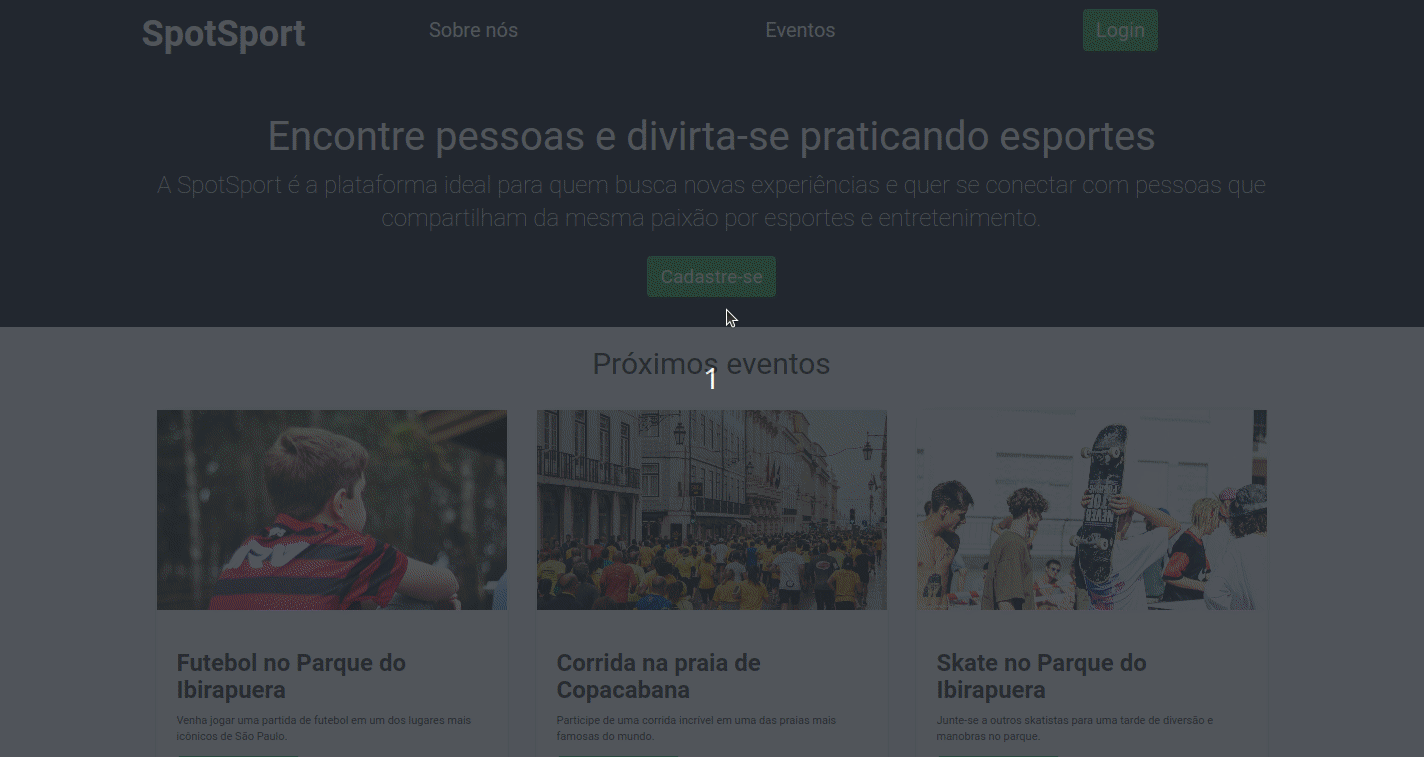 SpotSport
Sobre nós
Eventos
Login
Encontre pessoas e divirta-se praticando esportes
A SpotSport é a plataforma ideal para quem busca novas experiências e quer se conectar com pessoas que
compartilham da mesma paixão por esportes e entretenimento.
Cadastre-se
Próximos eventos
1
Futebol no Parque do
Ibirapuera
Venha jogar uma partida de futebol em um dos lugares mais
icônicos de São Paulo.
Corrida na praia de
Copacabana
Participe de uma corrida incrível em uma das praias mais
famosas do mundo.
Skate no Parque do
Ibirapuera
Junte-se a outros skatistas para uma tarde de diversão e
manobras no parque.